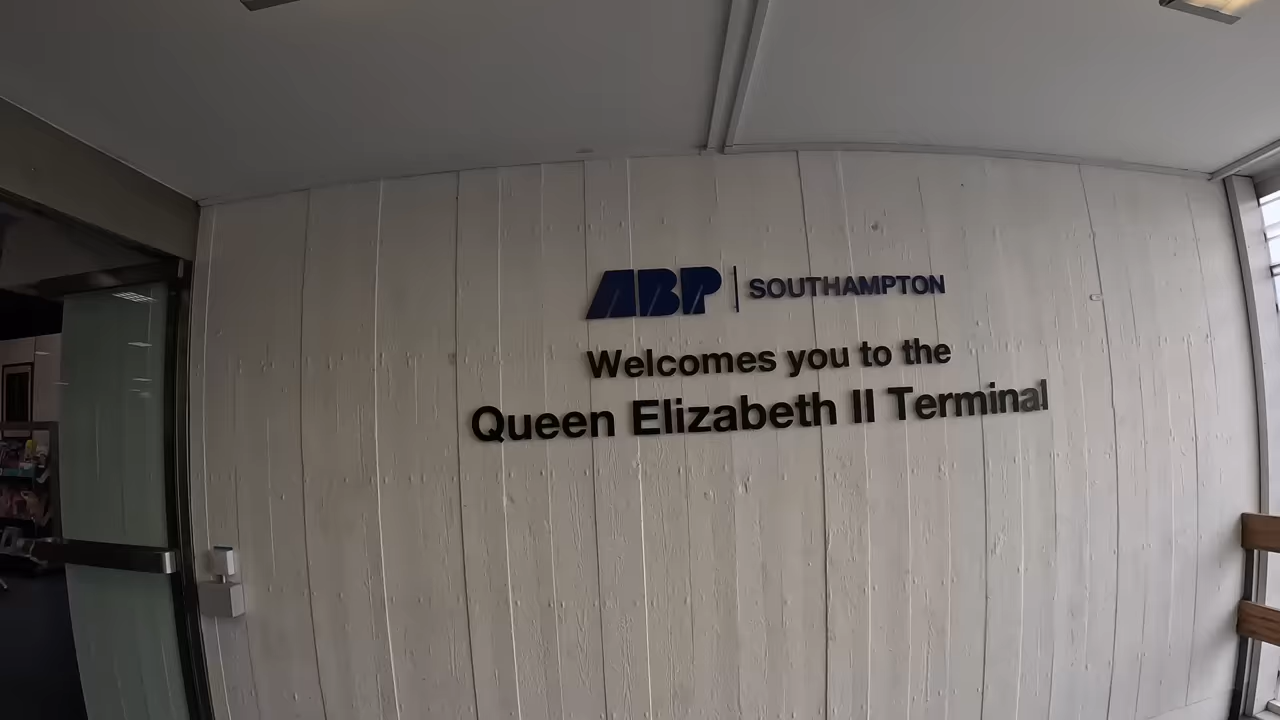 ABP | SOUTHAMPTON
Welcomes you to the
Queen Elizabeth II Terminal